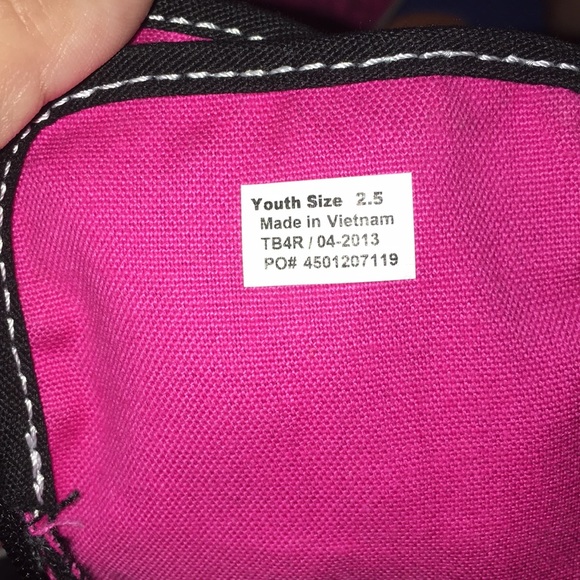 Youth Size 2.5
Made in Vietnam
TB4R / 04-2013
PO# 4501207119